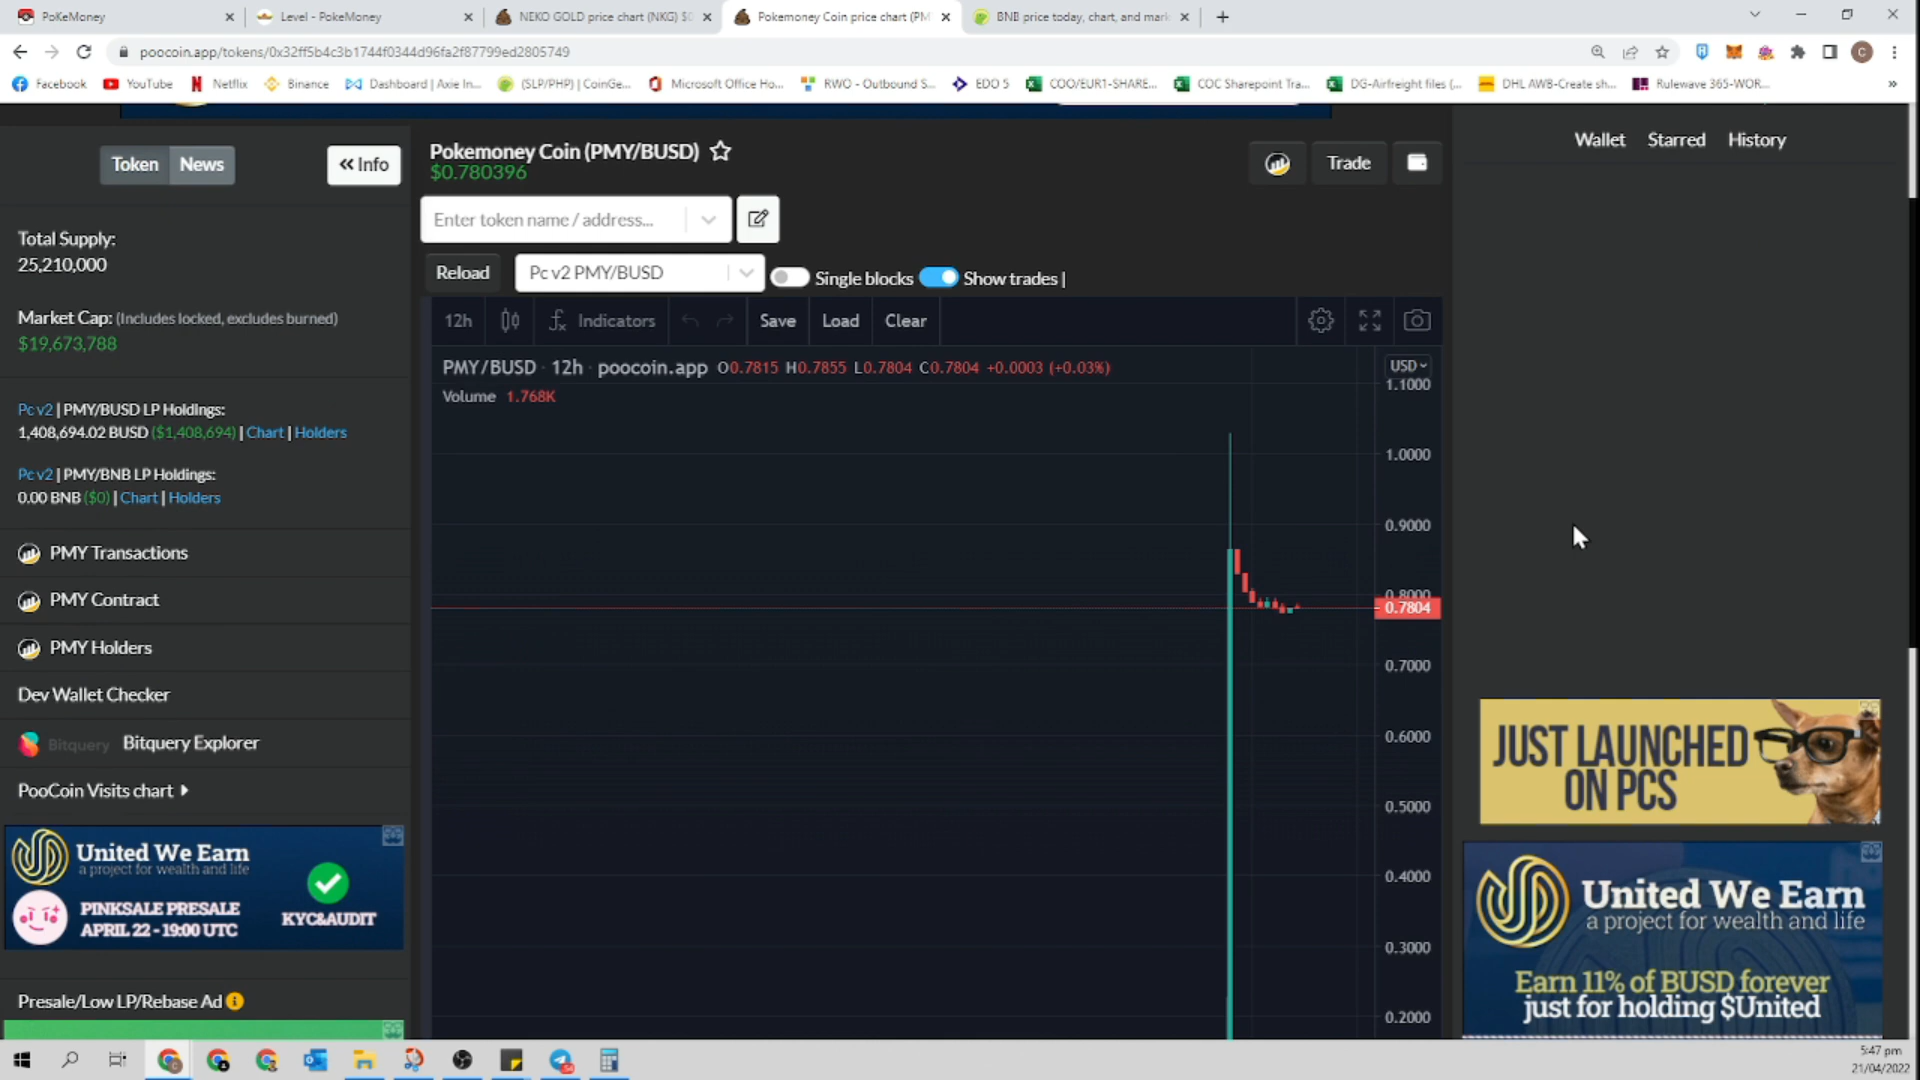 PoKeMoney
Level - PokeMoney
NEKO GOLD price chart (NKG) $0
Pokemoney Coin price chart (PM
BNB price today, chart, and mark
poocoin.app/tokens/0x32ff5b4c3b1744f0344d96fa2f87799ed2805749
Facebook
YouTube
Netflix
Binance
Dashboard | Axie In...
(SLP/PHP) | CoinGe...
Microsoft Office Ho...
RWO - Outbound S...
EDO 5
COO/EUR1-SHARE...
COC Sharepoint Tra...
DG-Airfreight files (...
DHL AWB-Create sh...
Rulewave 365-WOR...
Token
News
« Info
Total Supply:
25,210,000
Market Cap: (Includes locked, excludes burned)
$19,673,788
Pc v2 | PMY/BUSD LP Holdings:
1,408,694.02 BUSD ($1,408,694) | Chart | Holders
Pc v2 | PMY/BNB LP Holdings:
0.00 BNB ($0) | Chart | Holders
PMY Transactions
PMY Contract
PMY Holders
Dev Wallet Checker
Bitquery Bitquery Explorer
PooCoin Visits chart
United We Earn
a project for wealth and life
PINKSALE PRESALE
APRIL 22 - 19:00 UTC
KYC&AUDIT
Presale/Low LP/Rebase Ad
Pokemoney Coin (PMY/BUSD)
$0.780396
Trade
Enter token name / address...
Reload
Pc v2 PMY/BUSD
Single blocks
Show trades |
12h
Indicators
Save
Load
Clear
PMY/BUSD · 12h · poocoin.app O0.7815 H0.7855 L0.7804 C0.7804 +0.0003 (+0.03%)
Volume 1.768K
USD
1.1000
1.0000
0.9000
0.8000
0.7804
0.7000
0.6000
0.5000
0.4000
0.3000
0.2000
Wallet
Starred
History
JUST LAUNCHED
ON PCS
United We Earn
a project for wealth and life
Earn 11% of BUSD forever
just for holding $United
5:47 pm
21/04/2022